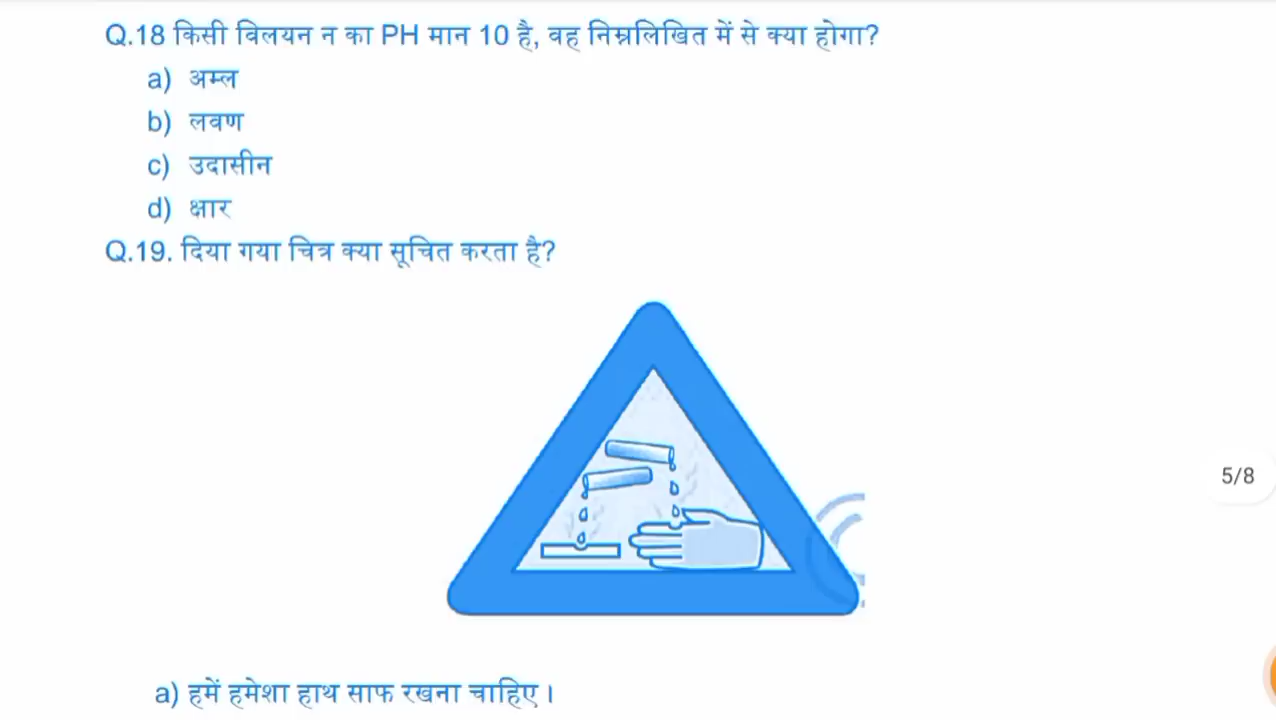 Q.18 किसी विलयन न का PH मान 10 है, वह निम्नलिखित में से क्या होगा?
a) अम्ल
b) लवण
c) उदासीन
d) क्षार
Q.19. दिया गया चित्र क्या सूचित करता है?
5/8
a) हमें हमेशा हाथ साफ रखना चाहिए ।